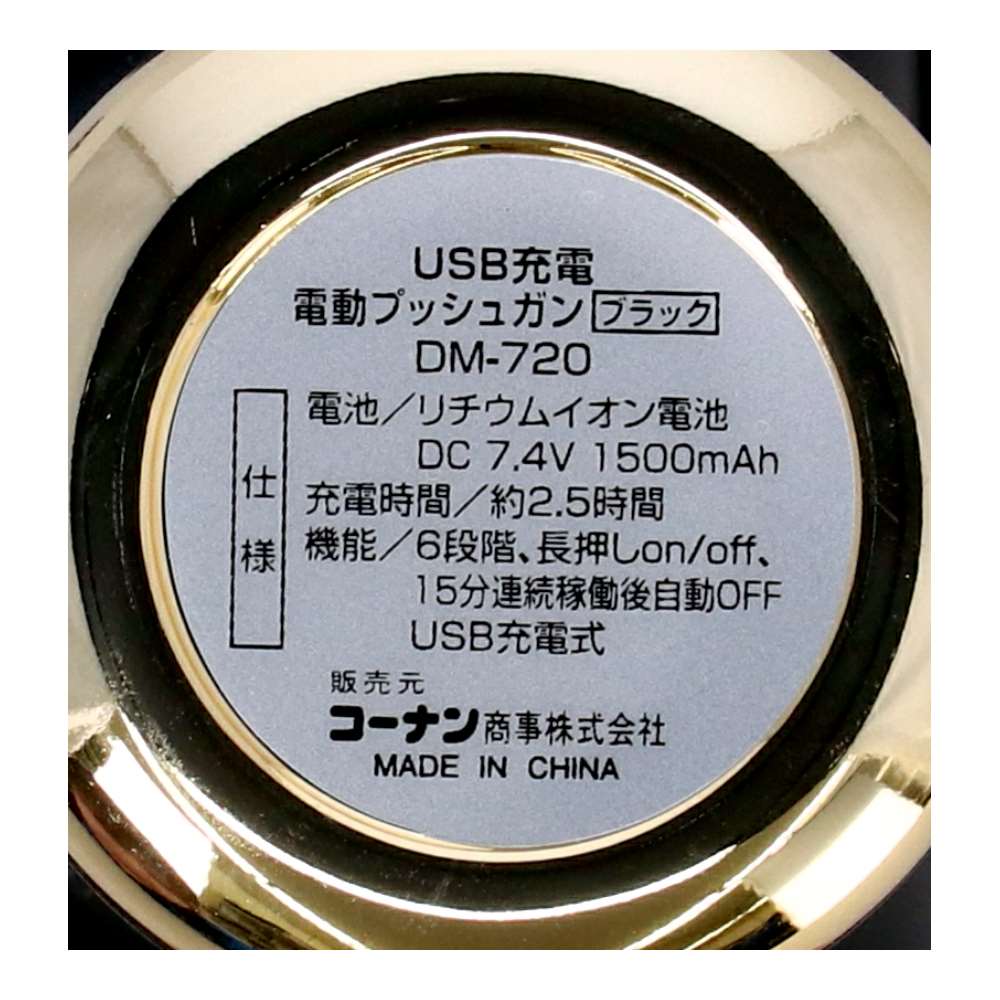 USB充電
電動プッシュガン ブラック
DM-720
仕様
電池／リチウムイオン電池
DC 7.4V 1500mAh
充電時間／約2.5時間
機能／6段階、長押しon/off、
15分連続稼働後自動OFF
USB充電式
販売元
コーナン商事株式会社
MADE IN CHINA